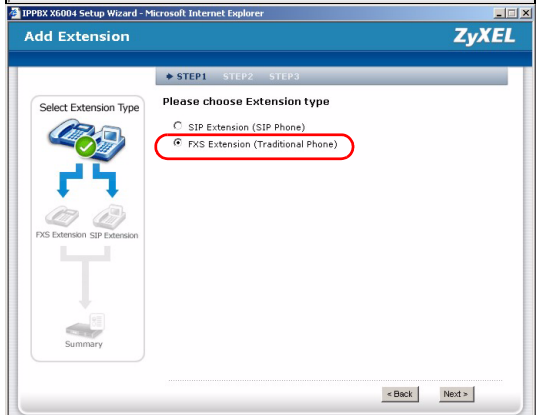 IPPBX X6004 Setup Wizard - Microsoft Internet Explorer
Add Extension
ZyXEL
STEP1 STEP2 STEP3
Please choose Extension type
Select Extension Type
SIP Extension (SIP Phone)
FXS Extension (Traditional Phone)
FXS Extension SIP Extension
Summary
< Back Next >